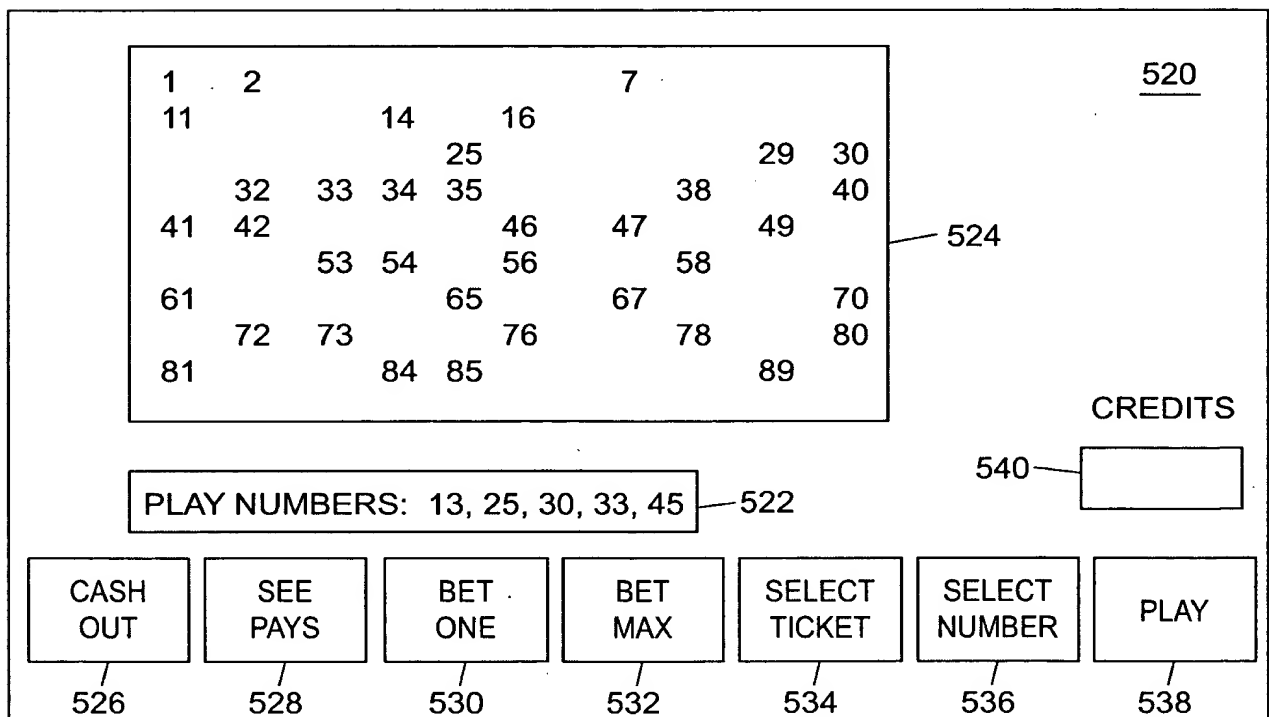 1 2 7 520
11 14 16
25 29 30
32 33 34 35 38 40
41 42 46 47 49
524
53 54 56 58
61 65 67 70
72 73 76 78 80
81 84 85 89
CREDITS
540
PLAY NUMBERS: 13, 25, 30, 33, 45 522
CASH OUT
SEE PAYS
BET ONE
BET MAX
SELECT TICKET
SELECT NUMBER
PLAY
526 528 530 532 534 536 538